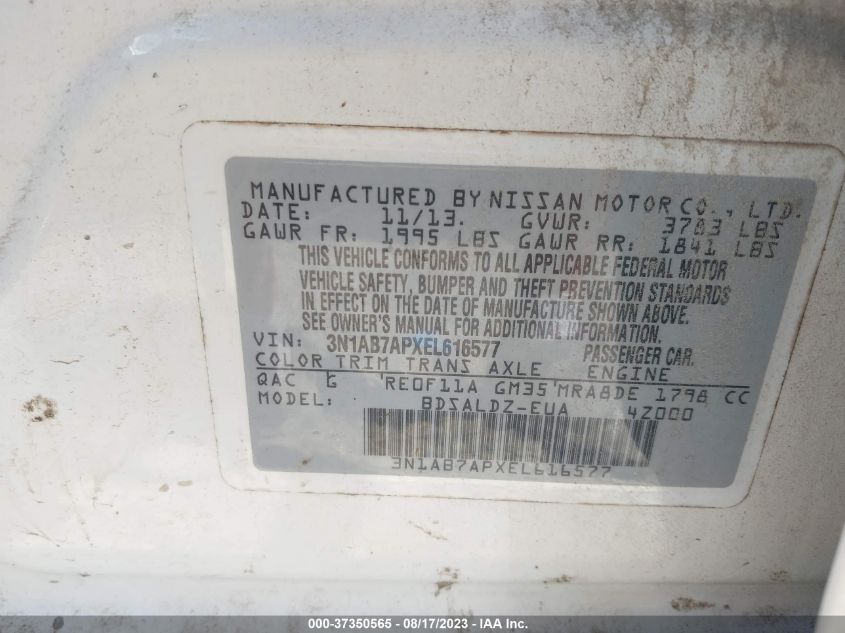 MANUFACTURED BY NISSAN MOTOR CO., LTD.
DATE: 11/13. GVWR: 3783 LBS
GAWR FR: 1995 LBS GAWR RR: 1841 LBS
THIS VEHICLE CONFORMS TO ALL APPLICABLE FEDERAL MOTOR
VEHICLE SAFETY, BUMPER AND THEFT PREVENTION STANDARDS
IN EFFECT ON THE DATE OF MANUFACTURE SHOWN ABOVE.
SEE OWNER'S MANUAL FOR ADDITIONAL INFORMATION.
VIN: 3N1AB7APXEL616577 PASSENGER CAR.
COLOR TRIM TRANS AXLE ENGINE
QAC G RE0F11A GM35 MRA8DE 1798 CC
MODEL: BDSALDZ-EUA 4Z000
3N1AB7APXEL616577
000-37350565 - 08/17/2023 - IAA Inc.